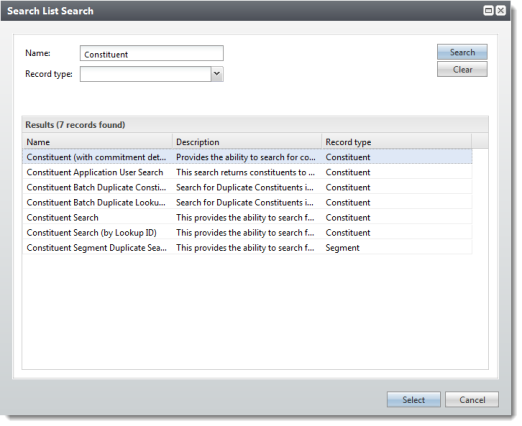 Search List Search
Name: Constituent Search
Record type: Clear
Results (7 records found)
Name Description Record type
Constituent (with commitment det... Provides the ability to search for co... Constituent
Constituent Application User Search This search returns constituents to ... Constituent
Constituent Batch Duplicate Consti... Search for Duplicate Constituents i... Constituent
Constituent Batch Duplicate Looku... Search for Duplicate Constituents i... Constituent
Constituent Search This provides the ability to search f... Constituent
Constituent Search (by Lookup ID) This provides the ability to search f... Constituent
Constituent Segment Duplicate Sea... This provides the ability to search f... Segment
Select Cancel